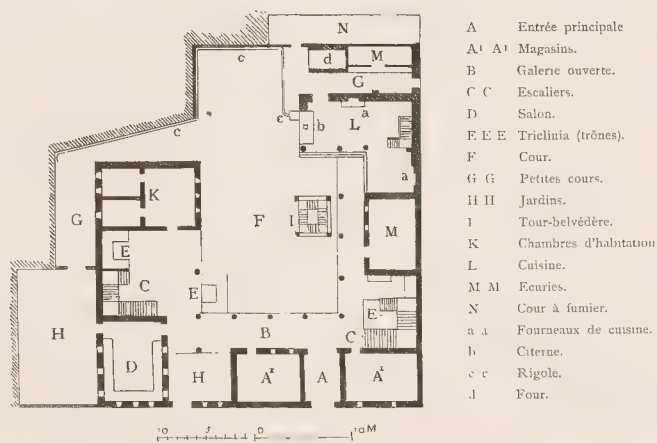 N
c
d
M
G
c
b
L
a
c
a
G
K
F
I
M
E
C
E
E
H
B
C
D
H
A¹
A
A¹
10 5 0 10 M
A Entrée principale
A¹ A¹ Magasins.
B Galerie ouverte.
C C Escaliers.
D Salon.
E E E Triclinia (trônes).
F Cour.
G G Petites cours.
H H Jardins.
I Tour-belvédère.
K Chambres d'habitation
L Cuisine.
M M Ecuries.
N Cour à fumier.
a a Fourneaux de cuisine.
b Citerne.
c c Rigole.
d Four.